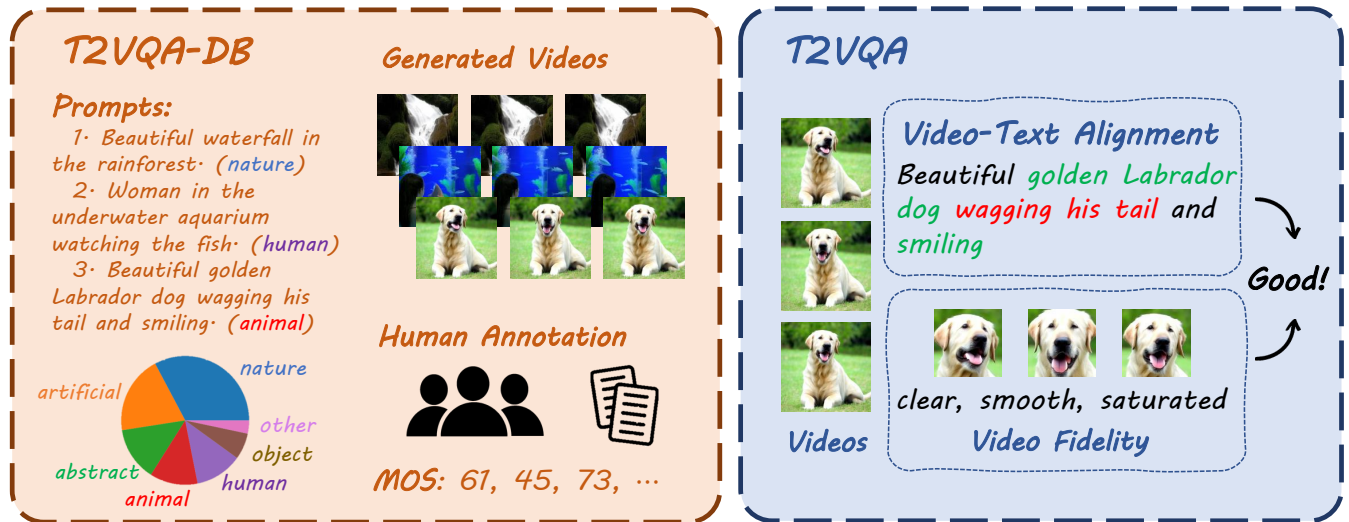 T2VQA-DB
Prompts:
1. Beautiful waterfall in
the rainforest. (nature)
2. Woman in the
underwater aquarium
watching the fish. (human)
3. Beautiful golden
Labrador dog wagging his
tail and smiling. (animal)
nature
artificial
other
object
abstract
human
animal
Generated Videos
Human Annotation
MOS: 61, 45, 73, ...
T2VQA
Videos
Video-Text Alignment
Beautiful golden Labrador
dog wagging his tail and
smiling
Good!
clear, smooth, saturated
Video Fidelity